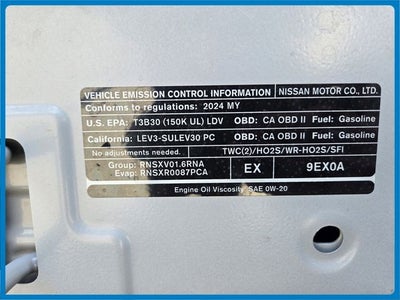 VEHICLE EMISSION CONTROL INFORMATION NISSAN MOTOR CO., LTD.
Conforms to regulations: 2024 MY
U.S. EPA: T3B30 (150K UL) LDV OBD: CA OBD II Fuel: Gasoline
California: LEV3-SULEV30 PC OBD: CA OBD II Fuel: Gasoline
No adjustments needed. TWC(2)/HO2S/WR-HO2S/SFI
Group: RNSXV01.6RNA
Evap: RNSXR0087PCA EX 9EX0A
Engine Oil Viscosity: SAE 0W-20